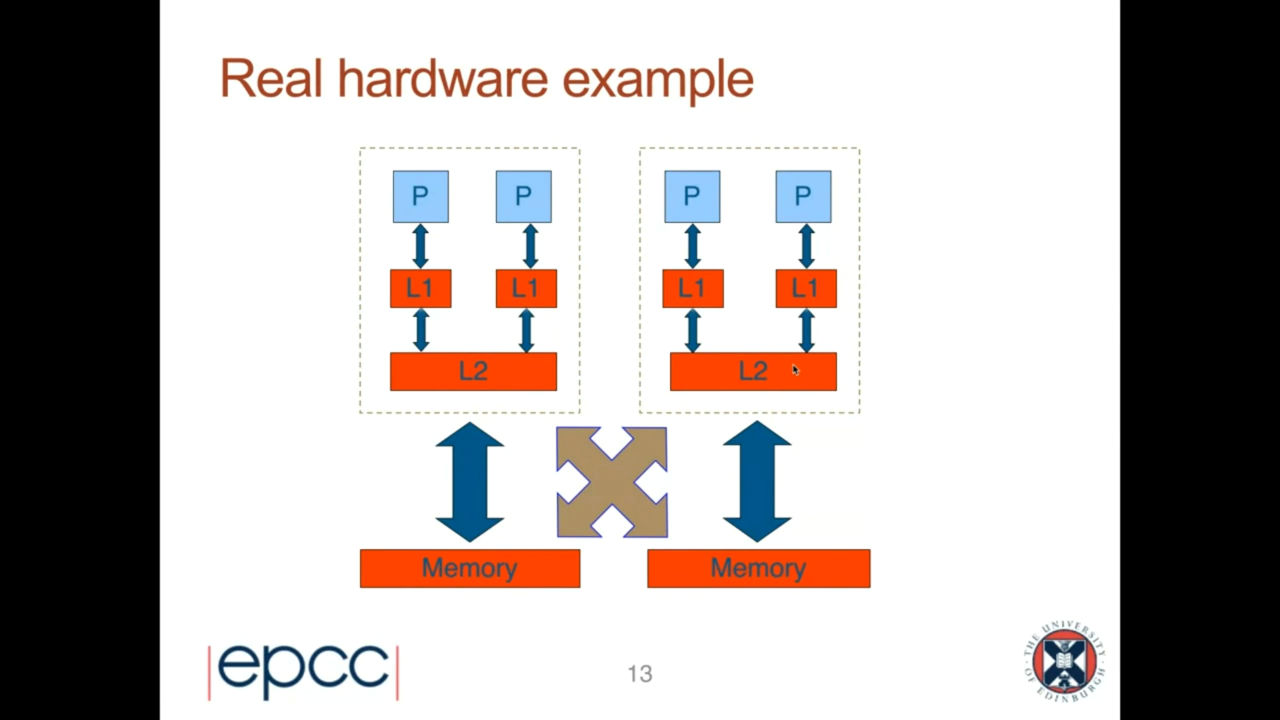 Real hardware example
P P P P
L1 L1 L1 L1
L2 L2
Memory Memory
epcc
13
THE UNIVERSITY OF EDINBURGH